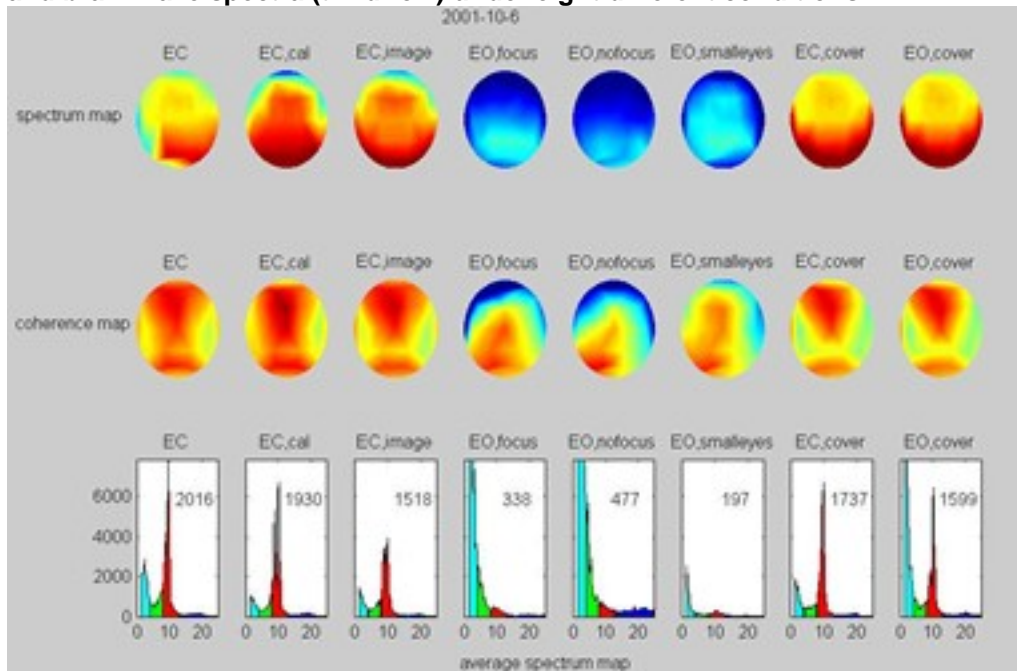 2001-10-6
EC EC,cal EC,image EO,focus EO,nofocus EO,smalleyes EC,cover EO,cover
spectrum map
EC EC,cal EC,image EO,focus EO,nofocus EO,smalleyes EC,cover EO,cover
coherence map
EC EC,cal EC,image EO,focus EO,nofocus EO,smalleyes EC,cover EO,cover
6000 2016 1930 1518 338 477 197 1737 1599
4000
2000
0
0 10 20 0 10 20 0 10 20 0 10 20 0 10 20 0 10 20 0 10 20 0 10 20
average spectrum map